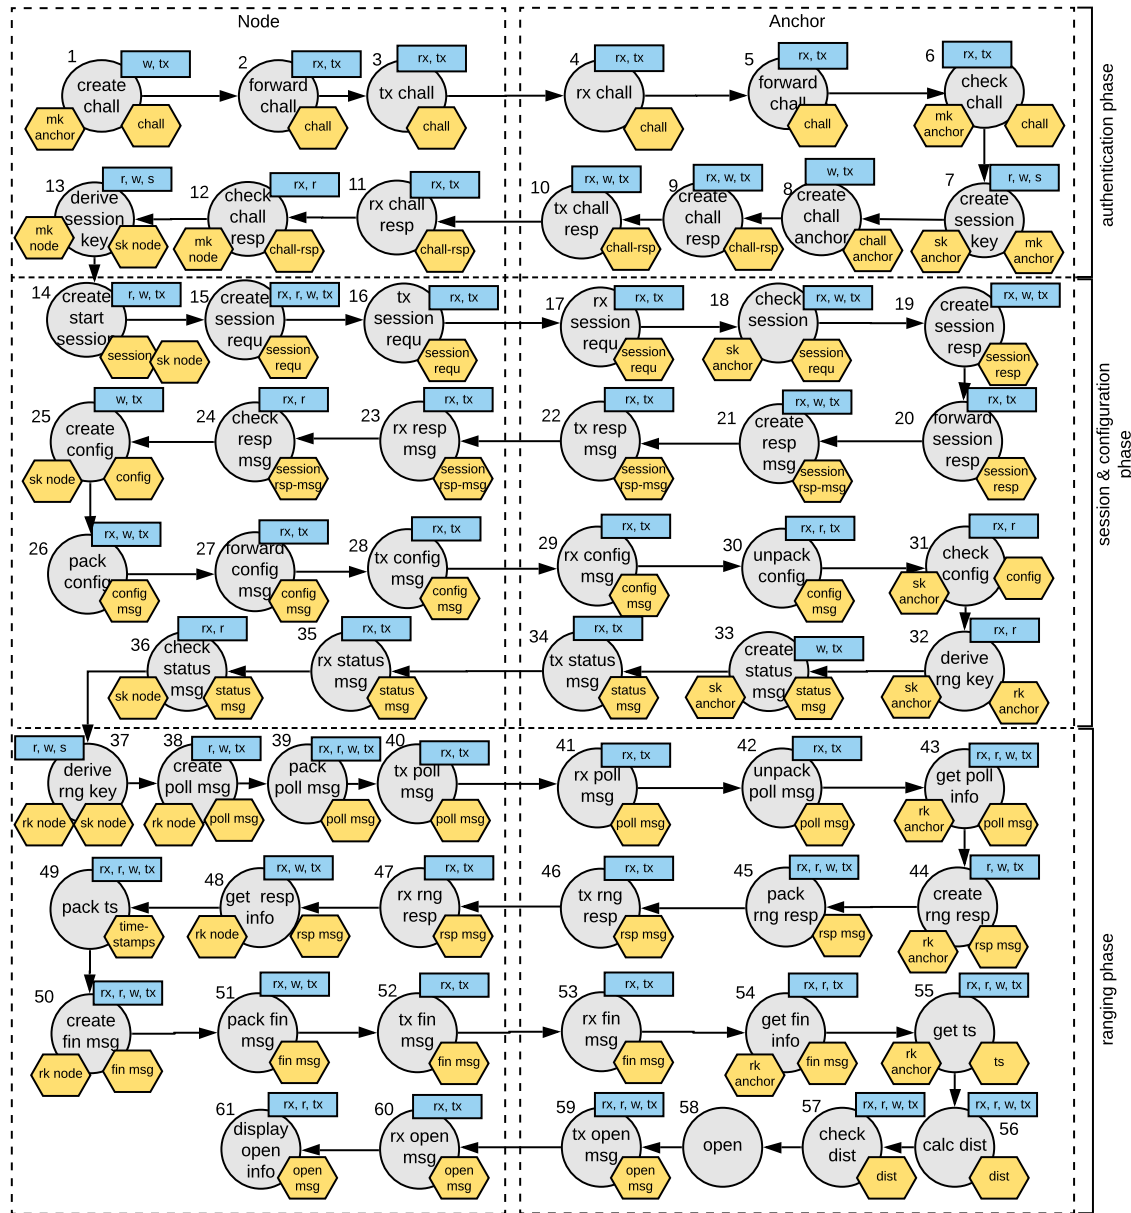 Node
Anchor
1
w, tx
create
chall
mk
anchor
chall
2
rx, tx
forward
chall
chall
3
rx, tx
tx chall
chall
4
rx, tx
rx chall
chall
5
rx, tx
forward
chall
chall
6
rx, tx
check
chall
mk
anchor
chall
authentication phase
13
r, w, s
derive
session
key
mk
node
sk node
12
rx, r
check
chall
resp
mk
node
chall-rsp
11
rx, tx
rx chall
resp
chall-rsp
10
rx, w, tx
tx chall
resp
chall-rsp
9
rx, w, tx
create
chall
resp
chall-rsp
8
w, tx
create
chall
anchor
chall
anchor
7
r, w, s
create
session
key
sk
anchor
mk
anchor
14
r, w, tx
create
start
session
session
sk node
15
rx, r, w, tx
create
session
requ
session
requ
16
rx, tx
tx
session
requ
session
requ
17
rx, tx
rx
session
requ
session
requ
18
rx, w, tx
check
session
sk
anchor
session
requ
19
rx, w, tx
create
session
resp
session
resp
25
w, tx
create
config
sk node
config
24
rx, r
check
resp
msg
session
rsp-msg
23
rx, tx
rx resp
msg
session
rsp-msg
22
rx, tx
tx resp
msg
session
rsp-msg
21
rx, w, tx
create
resp
msg
session
rsp-msg
20
rx, tx
forward
session
resp
session
resp
session & configuration
phase
26
rx, w, tx
pack
config
config
msg
27
rx, tx
forward
config
msg
config
msg
28
rx, tx
tx config
msg
config
msg
29
rx, tx
rx config
msg
config
msg
30
rx, r, tx
unpack
config
config
msg
31
rx, r
check
config
sk
anchor
config
36
rx, r
check
status
msg
sk node
status
msg
35
rx, tx
rx status
msg
status
msg
34
rx, tx
tx status
msg
status
msg
33
w, tx
create
status
msg
sk
anchor
status
msg
32
rx, r
derive
rng key
sk
anchor
rk
anchor
37
r, w, s
derive
rng key
rk node
sk node
38
r, w, tx
create
poll msg
rk node
poll msg
39
rx, r, w, tx
pack
poll msg
poll msg
40
rx, tx
tx poll
msg
poll msg
41
rx, tx
rx poll
msg
poll msg
42
rx, tx
unpack
poll msg
poll msg
43
rx, r, w, tx
get poll
info
rk
anchor
poll msg
49
rx, r, w, tx
pack ts
time-
stamps
48
rx, w, tx
get resp
info
rk node
rsp msg
47
rx, tx
rx rng
resp
rsp msg
46
rx, tx
tx rng
resp
rsp msg
45
rx, r, w, tx
pack
rng resp
rsp msg
44
r, w, tx
create
rng resp
rk
anchor
rsp msg
ranging phase
50
rx, r, w, tx
create
fin msg
rk node
fin msg
51
rx, w, tx
pack fin
msg
fin msg
52
rx, tx
tx fin
msg
fin msg
53
rx, tx
rx fin
msg
fin msg
54
rx, r, tx
get fin
info
rk
anchor
fin msg
55
rx, r, w, tx
get ts
rk
anchor
ts
61
rx, r, tx
display
open
info
open
msg
60
rx, tx
rx open
msg
open
msg
59
rx, r, w, tx
tx open
msg
open
msg
58
open
57
rx, r, w, tx
check
dist
dist
rx, r, w, tx
56
calc dist
dist